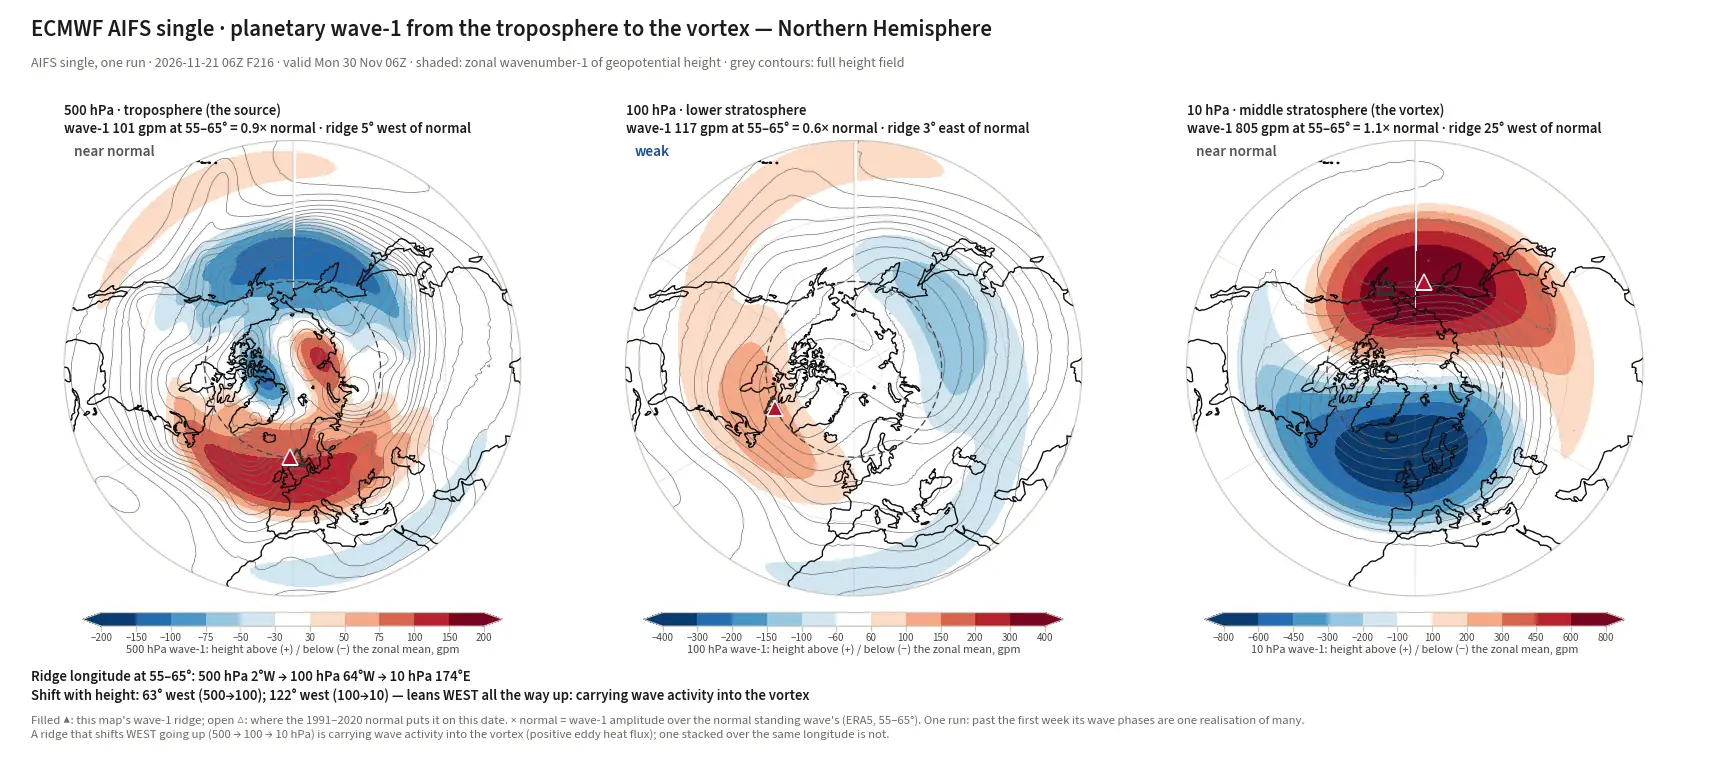 ECMWF AIFS single · planetary wave-1 from the troposphere to the vortex — Northern Hemisphere
AIFS single, one run · 2026-11-21 06Z F216 · valid Mon 30 Nov 06Z · shaded: zonal wavenumber-1 of geopotential height · grey contours: full height field
500 hPa · troposphere (the source)
wave-1 101 gpm at 55–65° = 0.9× normal · ridge 5° west of normal
near normal
100 hPa · lower stratosphere
wave-1 117 gpm at 55–65° = 0.6× normal · ridge 3° east of normal
weak
10 hPa · middle stratosphere (the vortex)
wave-1 805 gpm at 55–65° = 1.1× normal · ridge 25° west of normal
near normal
−200 −150 −100 −75 −50 −30 30 50 75 100 150 200
500 hPa wave-1: height above (+) / below (−) the zonal mean, gpm
−400 −300 −200 −150 −100 −60 60 100 150 200 300 400
100 hPa wave-1: height above (+) / below (−) the zonal mean, gpm
−800 −600 −450 −300 −200 −100 100 200 300 450 600 800
10 hPa wave-1: height above (+) / below (−) the zonal mean, gpm
Ridge longitude at 55–65°: 500 hPa 2°W → 100 hPa 64°W → 10 hPa 174°E
Shift with height: 63° west (500→100); 122° west (100→10) — leans WEST all the way up: carrying wave activity into the vortex
Filled ▲: this map's wave-1 ridge; open △: where the 1991–2020 normal puts it on this date. × normal = wave-1 amplitude over the normal standing wave's (ERA5, 55–65°). One run: past the first week its wave phases are one realisation of many.
A ridge that shifts WEST going up (500 → 100 → 10 hPa) is carrying wave activity into the vortex (positive eddy heat flux); one stacked over the same longitude is not.